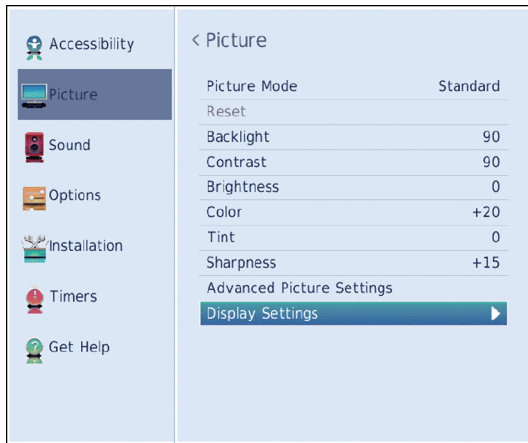 Accessibility
Picture
Sound
Options
Installation
Timers
Get Help
< Picture
Picture Mode Standard
Reset
Backlight 90
Contrast 90
Brightness 0
Color +20
Tint 0
Sharpness +15
Advanced Picture Settings
Display Settings